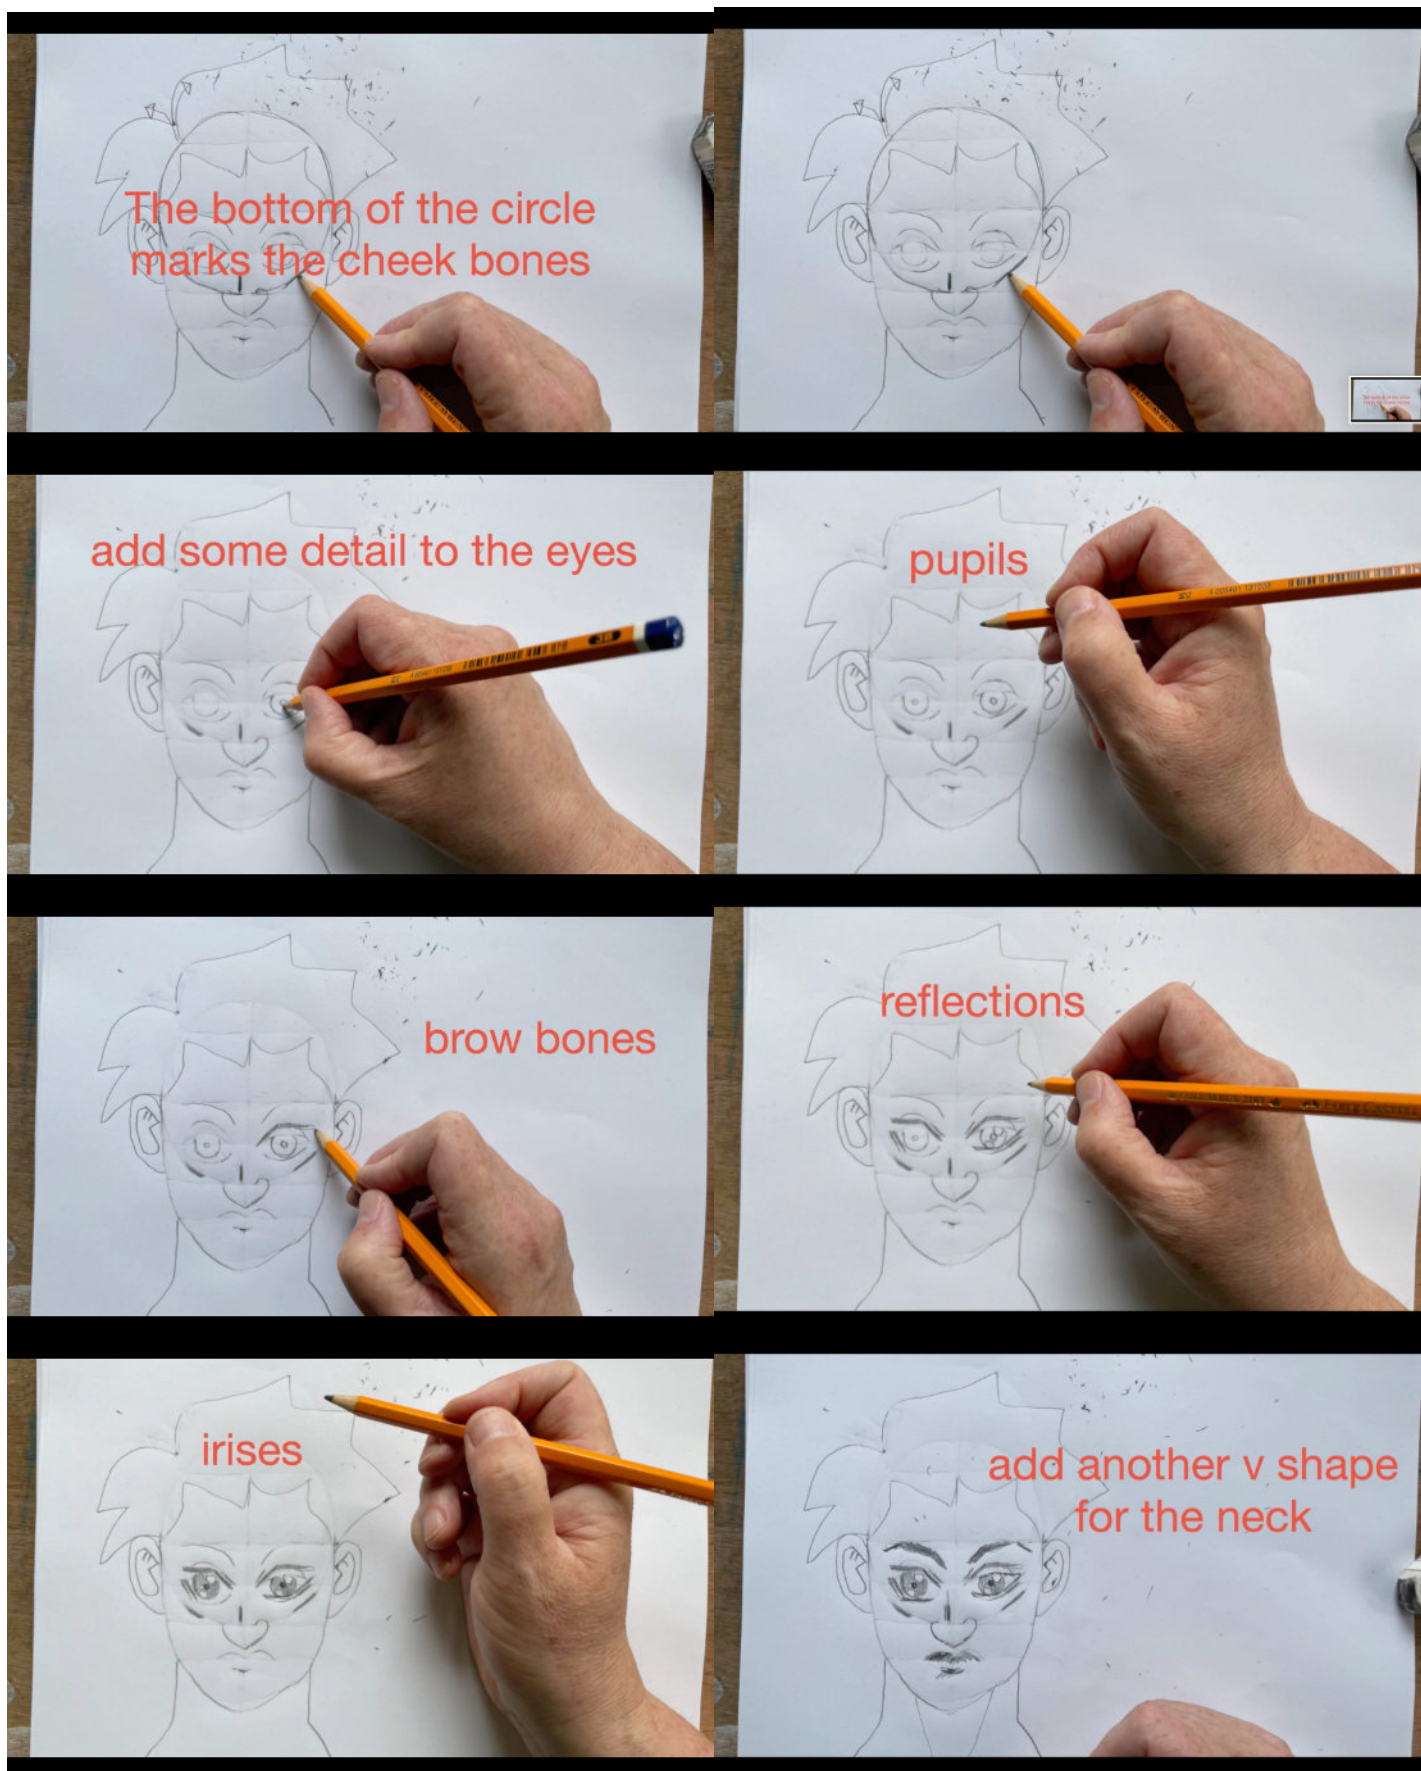 The bottom of the circle
marks the cheek bones
add some detail to the eyes
pupils
brow bones
reflections
irises
add another v shape
for the neck